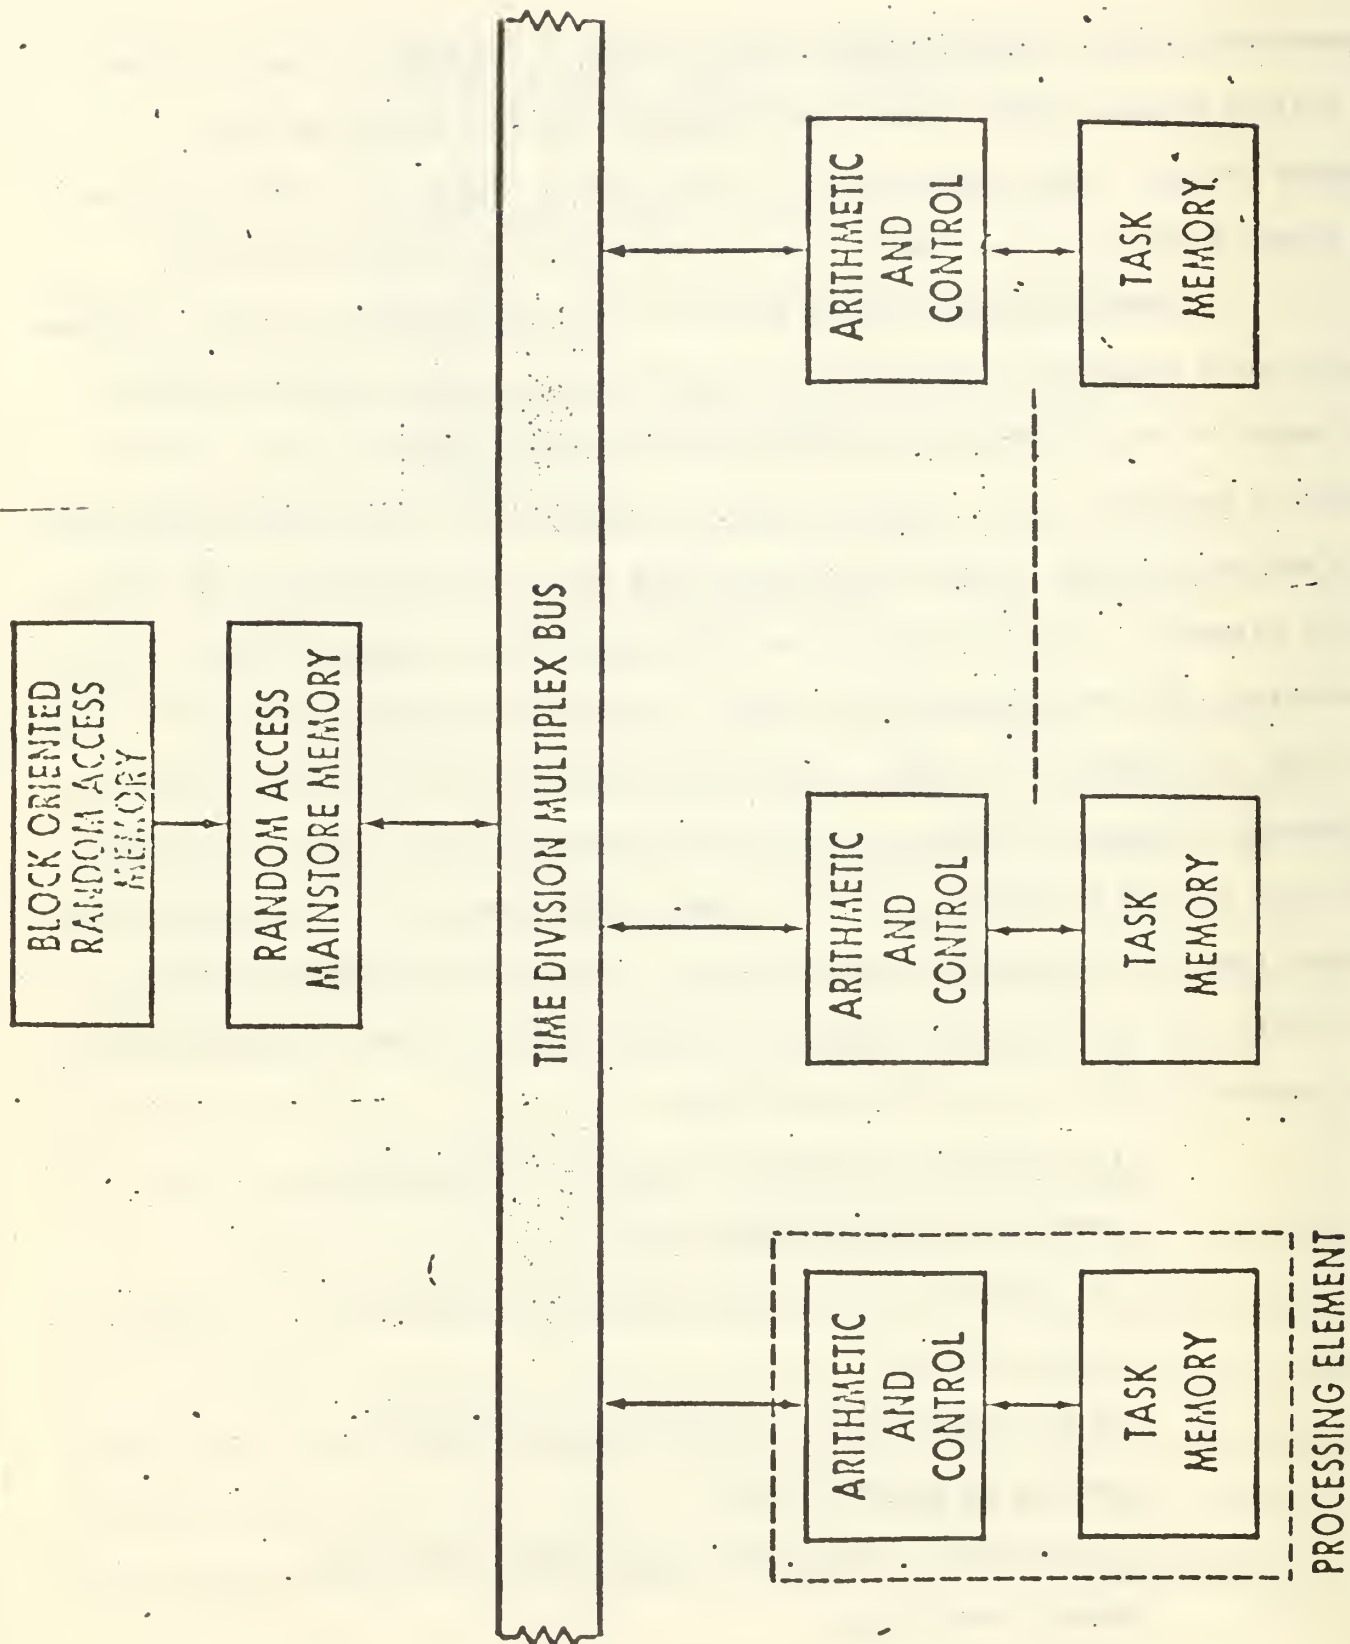 BLOCK ORIENTED
RANDOM ACCESS
MEMORY
RANDOM ACCESS
MAINSTORE MEMORY
TIME DIVISION MULTIPLEX BUS
ARITHMETIC
AND
CONTROL
TASK
MEMORY
PROCESSING ELEMENT
ARITHMETIC
AND
CONTROL
TASK
MEMORY
ARITHMETIC
AND
CONTROL
TASK
MEMORY